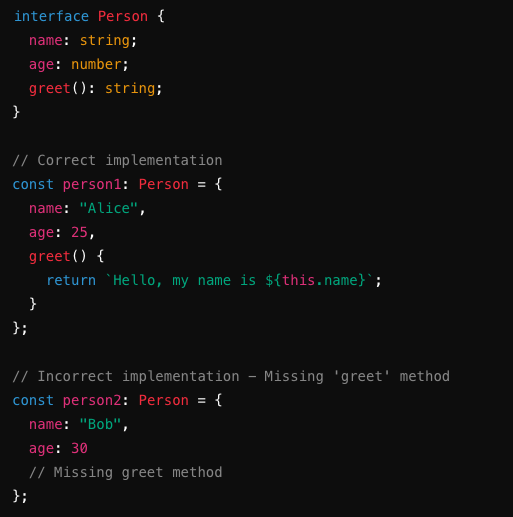 interface Person {
  name: string;
  age: number;
  greet(): string;
}

// Correct implementation
const person1: Person = {
  name: "Alice",
  age: 25,
  greet() {
    return `Hello, my name is ${this.name}`;
  }
};

// Incorrect implementation - Missing 'greet' method
const person2: Person = {
  name: "Bob",
  age: 30
  // Missing greet method
};